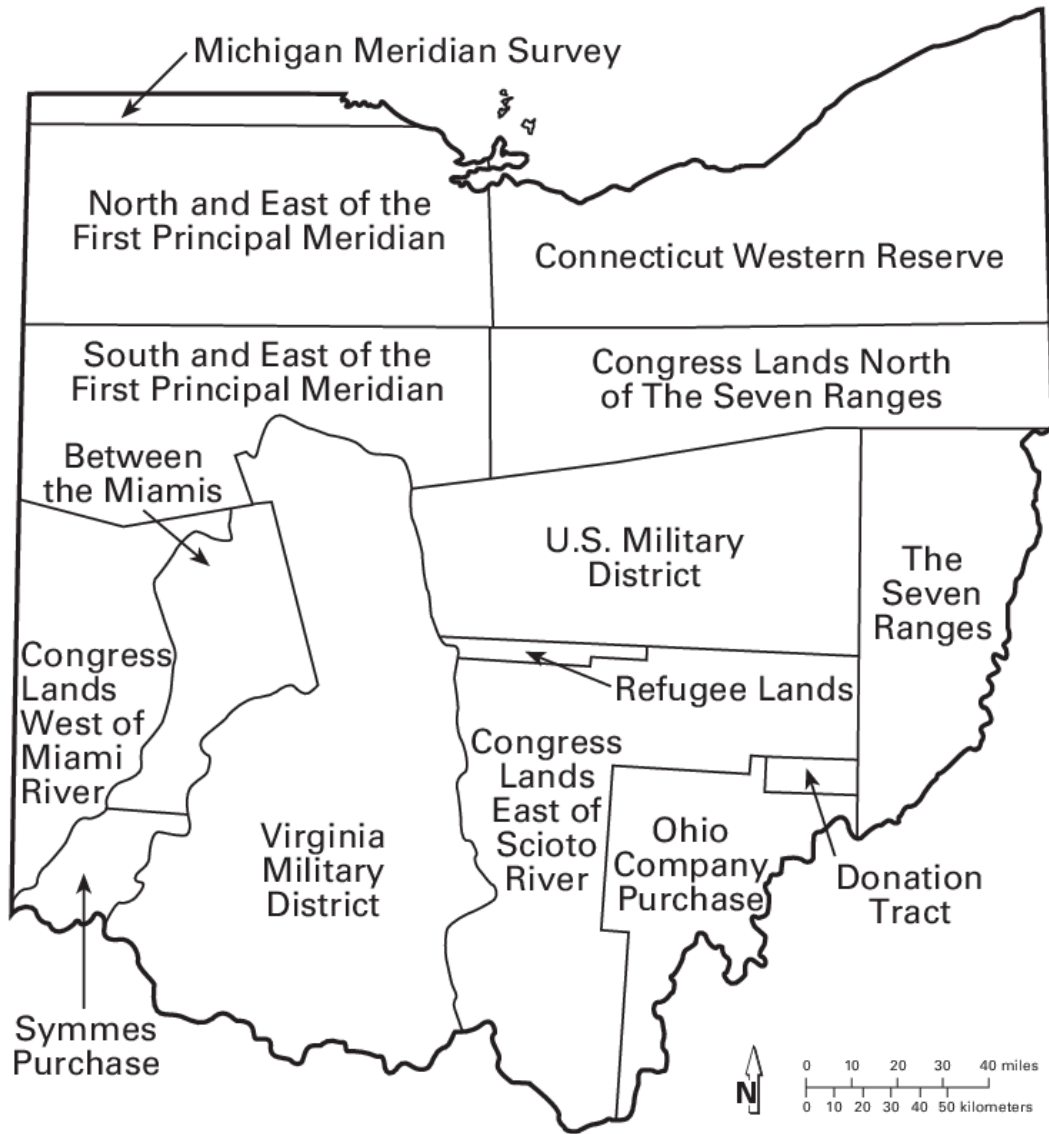 Michigan Meridian Survey
North and East of the
First Principal Meridian
Connecticut Western Reserve
South and East of the
First Principal Meridian
Congress Lands North
of The Seven Ranges
Between
the Miamis
U.S. Military
District
The
Seven
Ranges
Congress
Lands
West of
Miami
River
Refugee Lands
Congress
Lands
East of
Scioto
River
Virginia
Military
District
Ohio
Company
Purchase
Donation
Tract
Symmes
Purchase
N
0 10 20 30 40 miles
0 10 20 30 40 50 kilometers